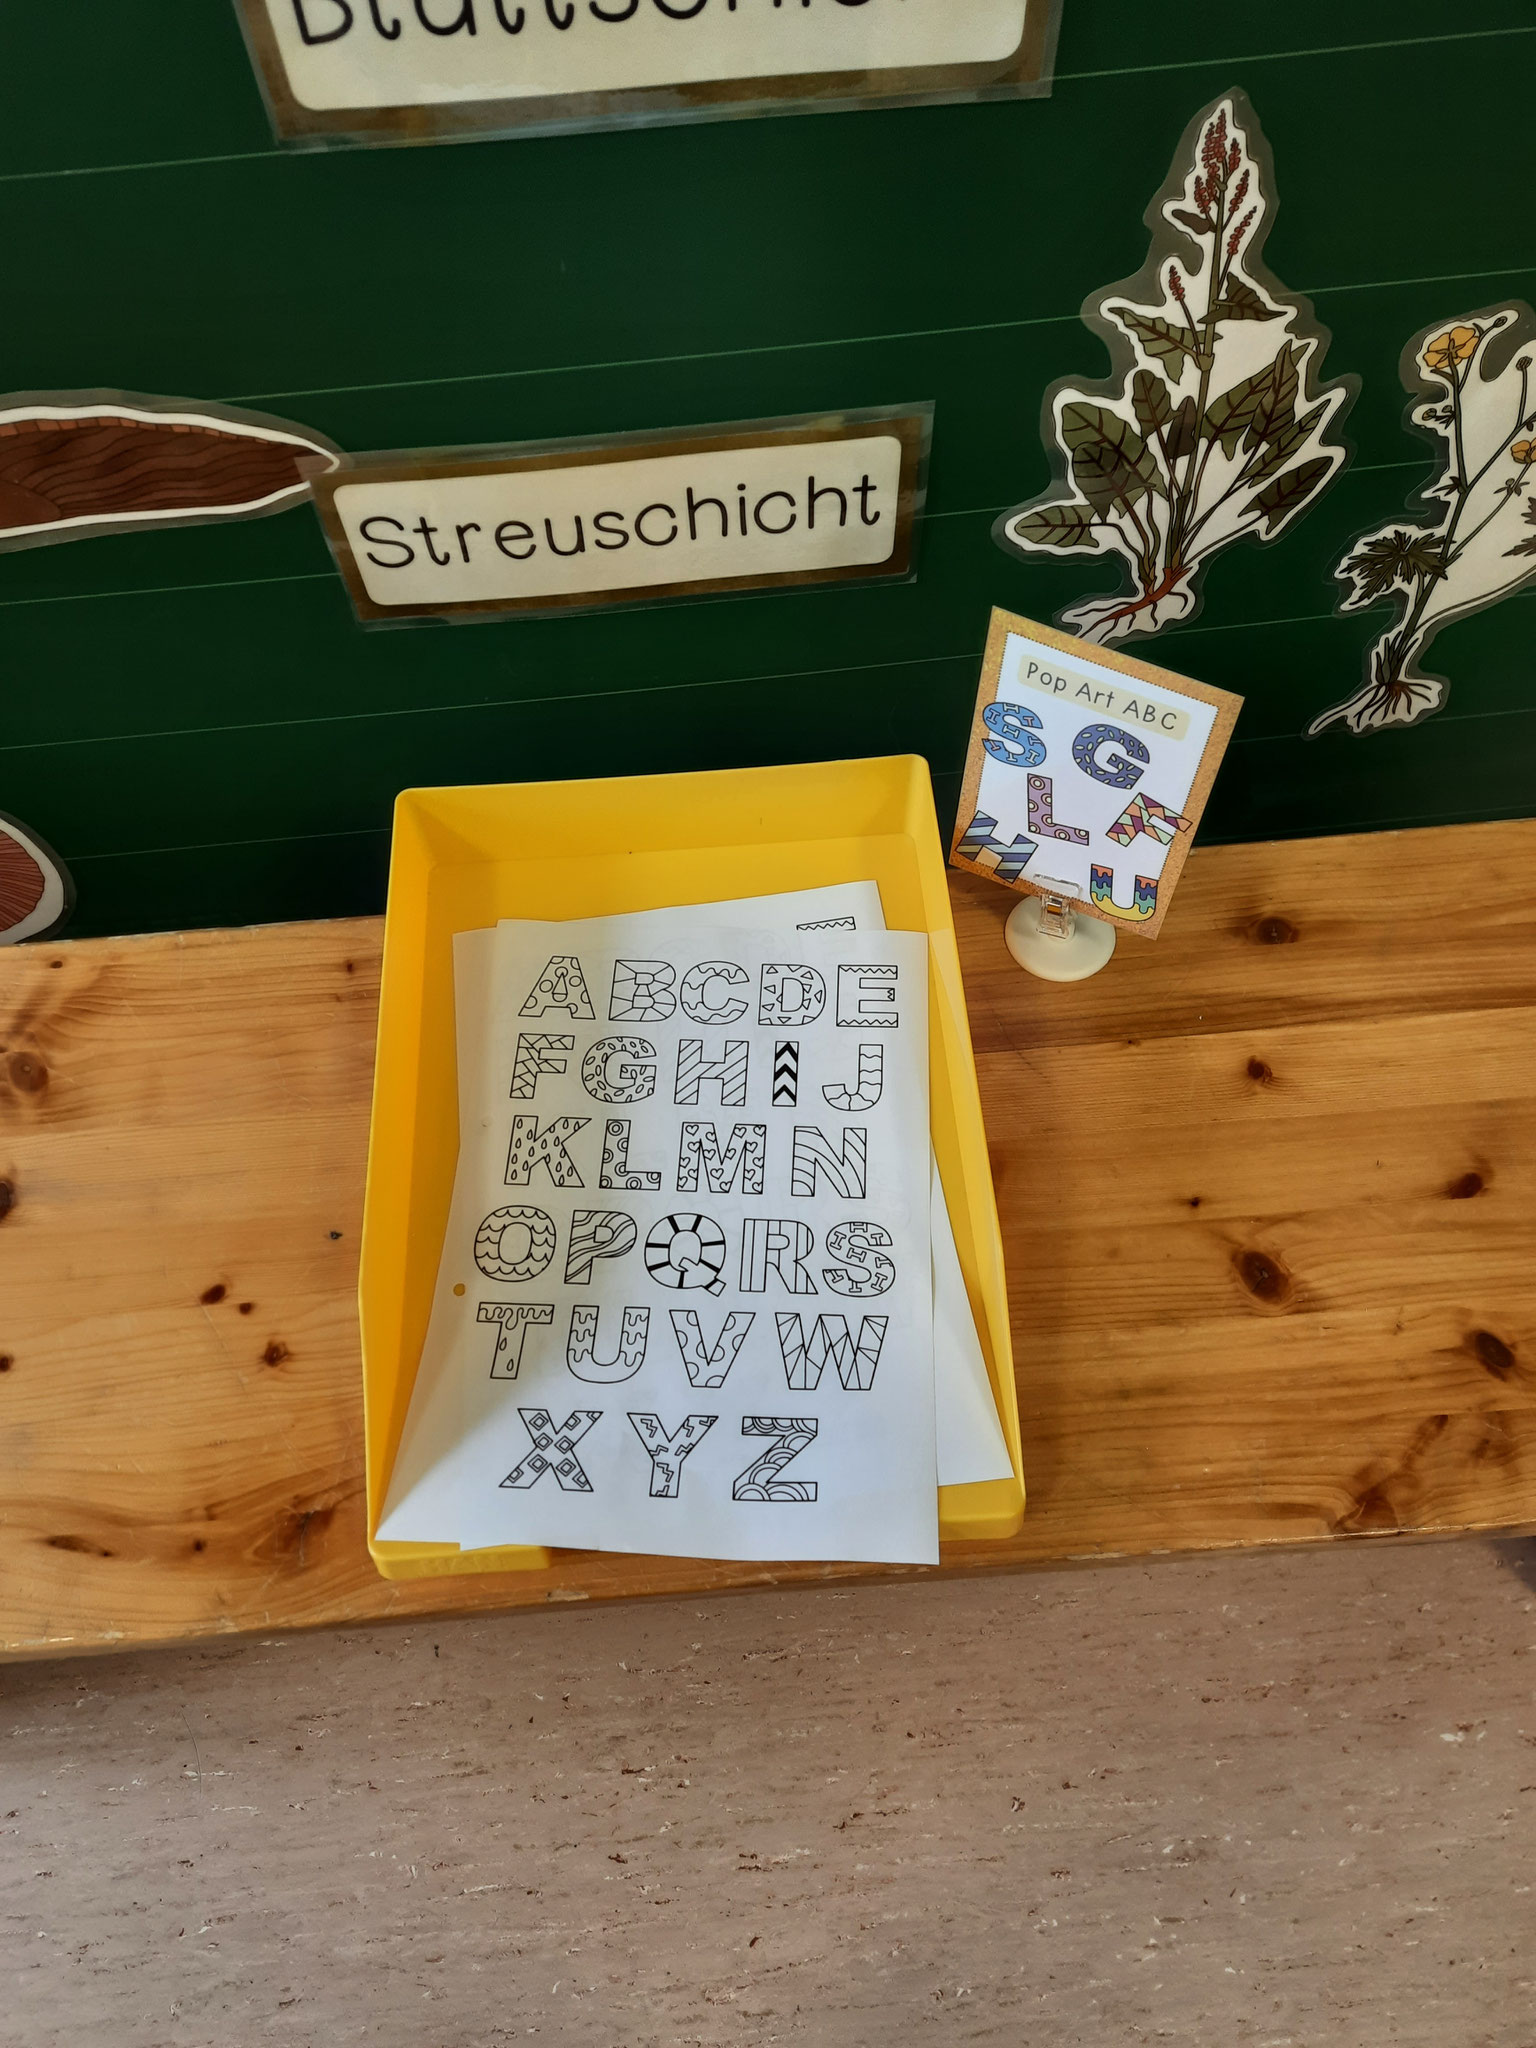 Streuschicht
Pop Art ABC
S G
L F
H U
A B C D E
F G H I J
K L M N
O P Q R S
T U V W
X Y Z